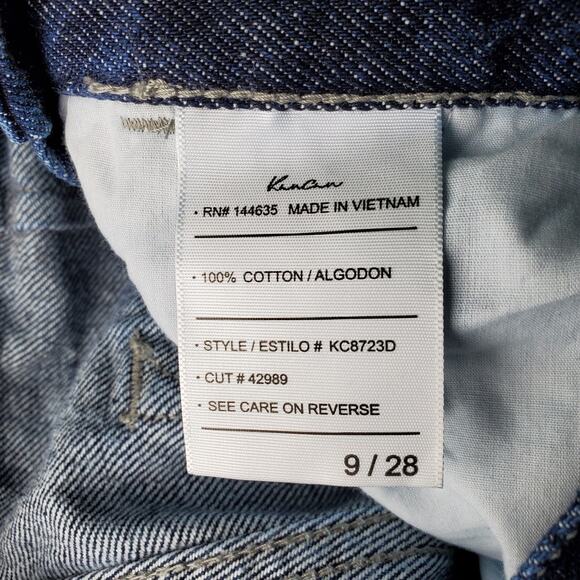 KanCan
• RN# 144635 MADE IN VIETNAM
• 100% COTTON / ALGODON
• STYLE / ESTILO # KC8723D
• CUT # 42989
• SEE CARE ON REVERSE
9 / 28